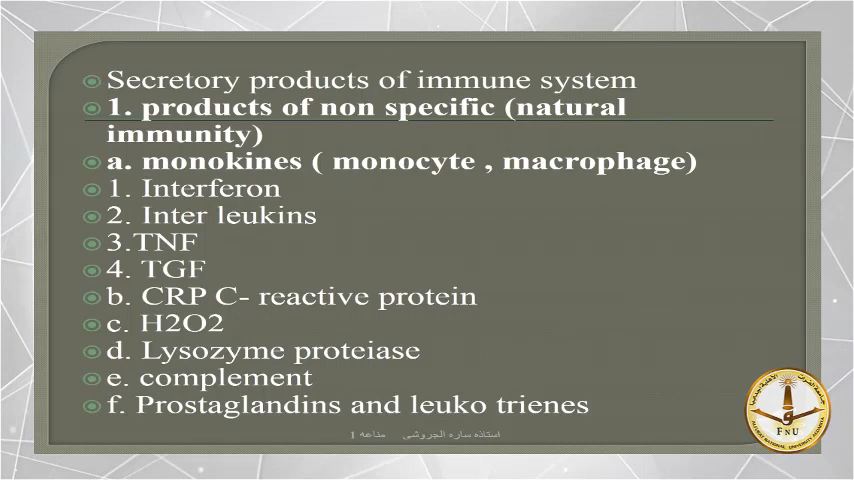 Secretory products of immune system
1. products of non specific (natural
immunity)
a. monokines ( monocyte , macrophage)
1. Interferon
2. Inter leukins
3.TNF
4. TGF
b. CRP C- reactive protein
c. H2O2
d. Lysozyme proteiase
e. complement
f. Prostaglandins and leuko trienes
استاذه ساره الجروشي مناعه 1
FNU